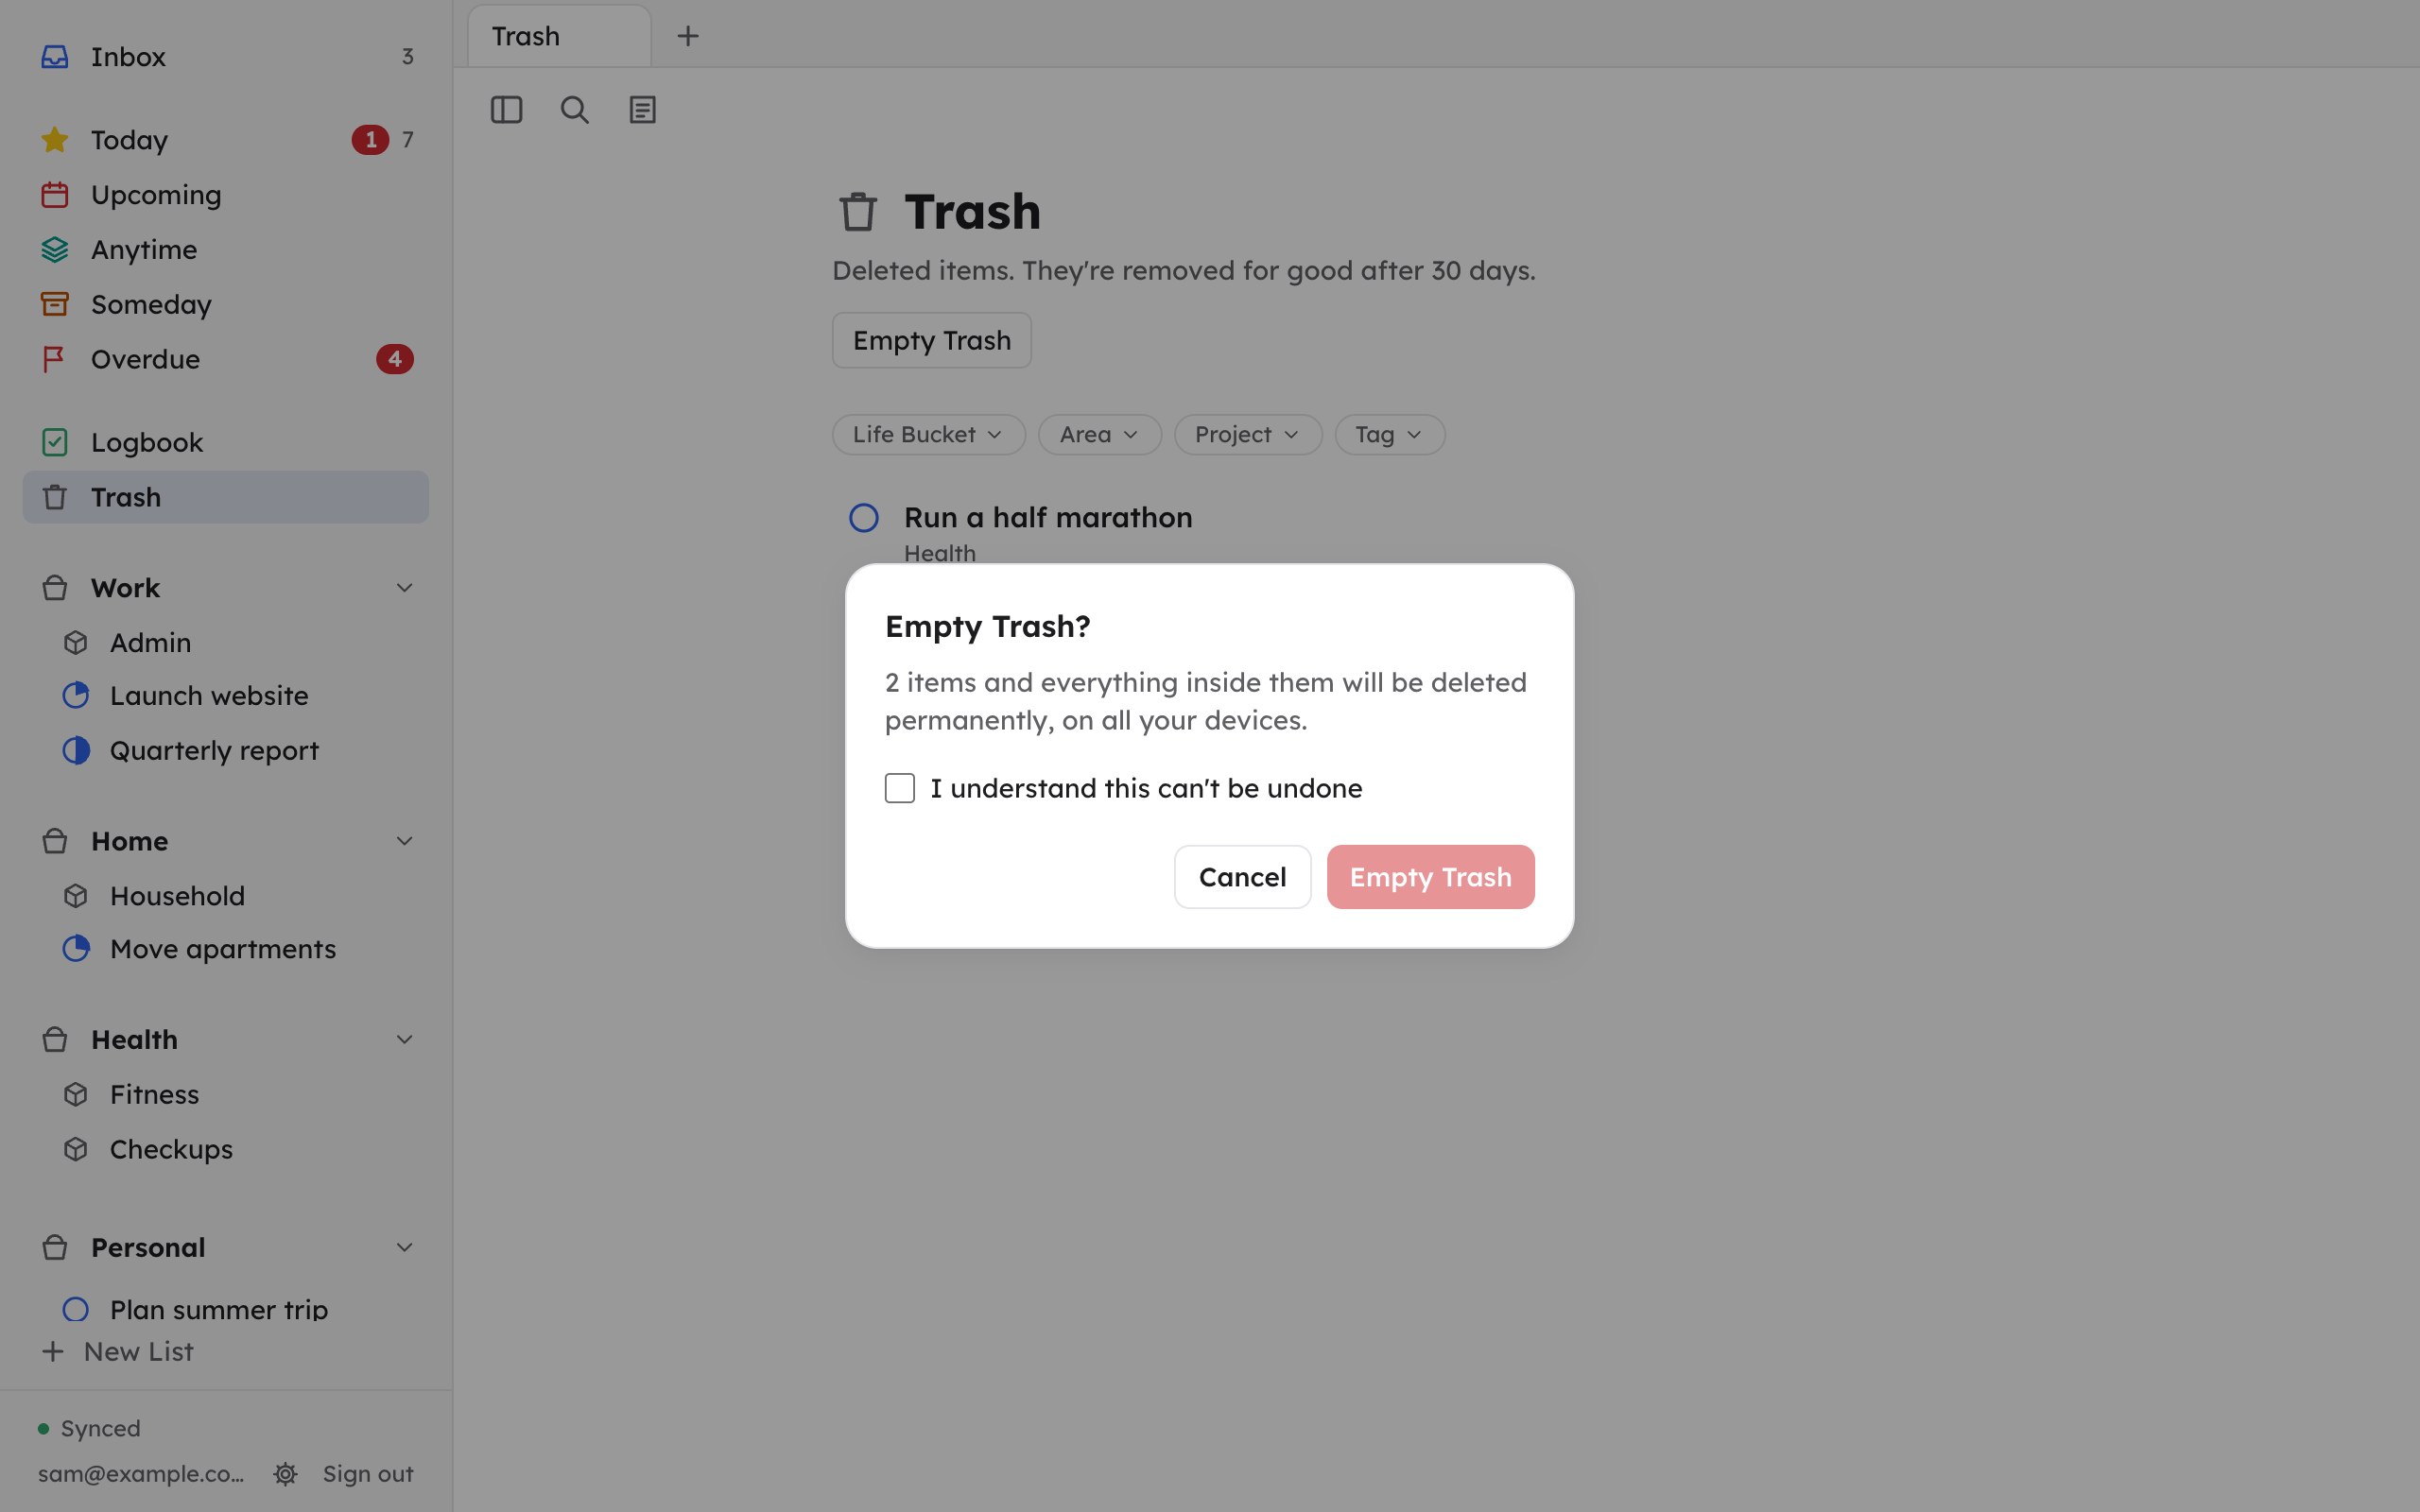 Inbox 3
Today 1 7
Upcoming
Anytime
Someday
Overdue 4
Logbook
Trash
Work
Admin
Launch website
Quarterly report
Home
Household
Move apartments
Health
Fitness
Checkups
Personal
Plan summer trip
New List
Synced
sam@example.co...
Sign out
Trash
Trash
Deleted items. They're removed for good after 30 days.
Empty Trash
Life Bucket
Area
Project
Tag
Run a half marathon
Health
Empty Trash?
2 items and everything inside them will be deleted
permanently, on all your devices.
I understand this can't be undone
Cancel
Empty Trash